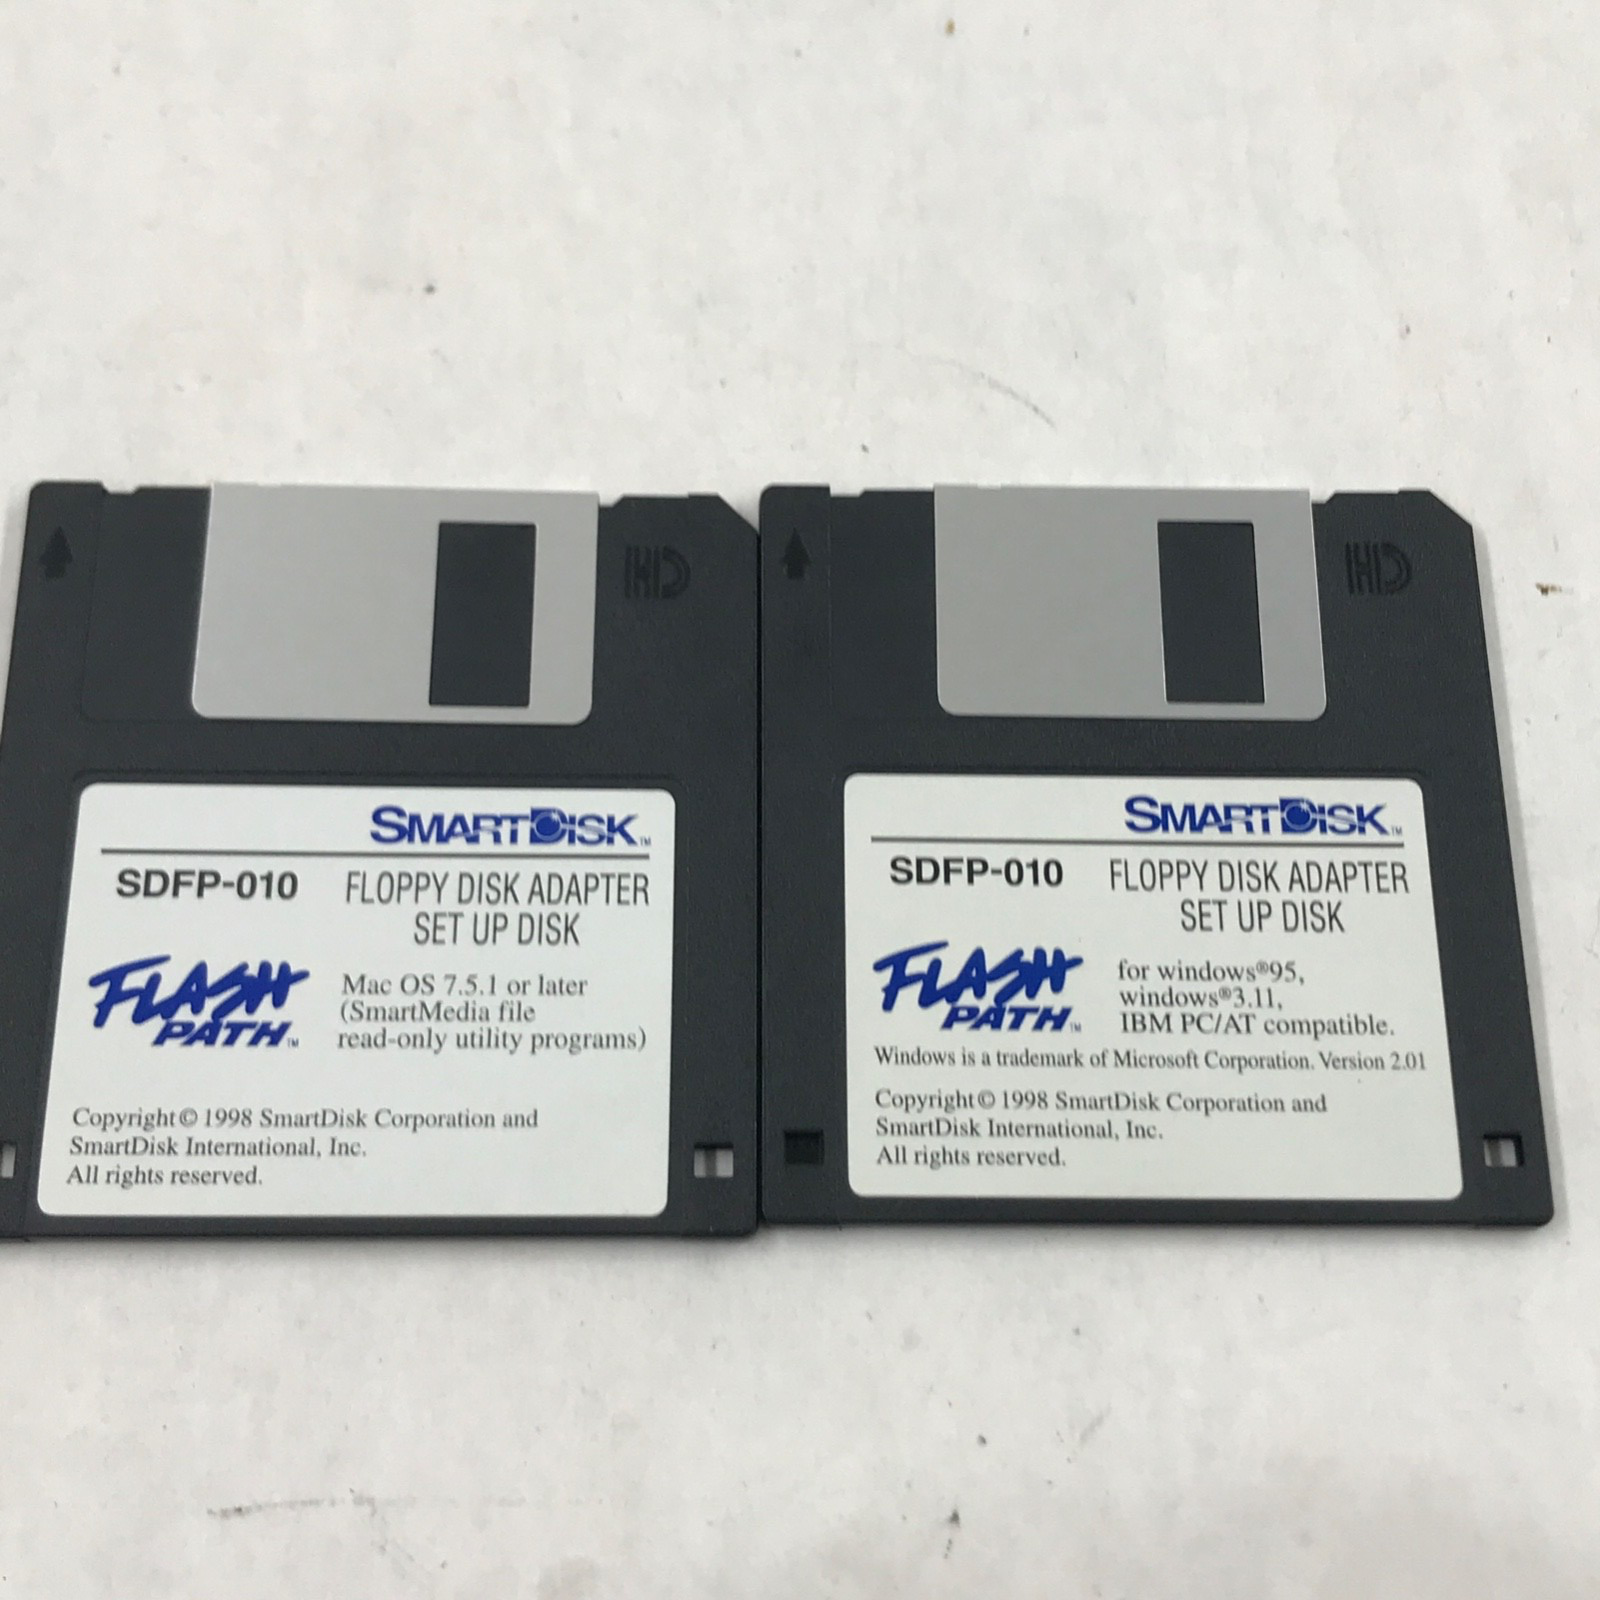 HD
SMARTDISK™
SDFP-010
FLOPPY DISK ADAPTER
SET UP DISK
FLASH
PATH™
Mac OS 7.5.1 or later
(SmartMedia file
read-only utility programs)
Copyright © 1998 SmartDisk Corporation and
SmartDisk International, Inc.
All rights reserved.
HD
SMARTDISK™
SDFP-010
FLOPPY DISK ADAPTER
SET UP DISK
FLASH
PATH™
for windows®95,
windows®3.11,
IBM PC/AT compatible.
Windows is a trademark of Microsoft Corporation. Version 2.01
Copyright © 1998 SmartDisk Corporation and
SmartDisk International, Inc.
All rights reserved.